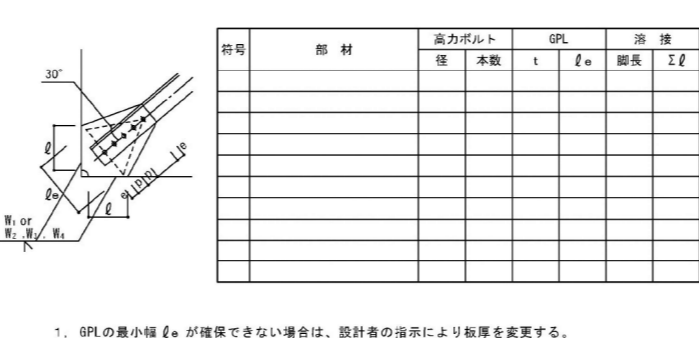 符号 部 材 高力ボルト GPL 溶 接
径 本数 t ℓe 脚長 Σℓ
30°
ℓ
ℓe
ℓ
e P P e
W₁ or
W₂ .W₃ . W₄
1. GPLの最小幅 ℓe が確保できない場合は、設計者の指示により板厚を変更する。